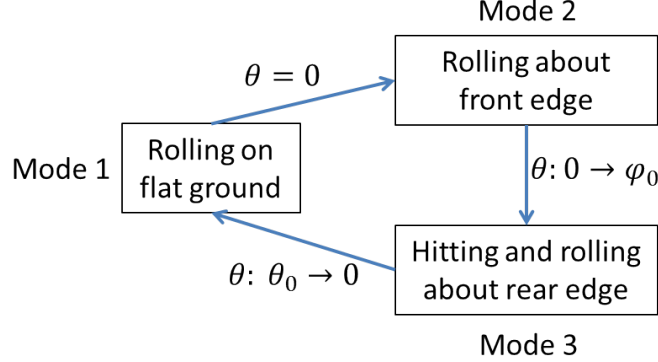 Mode 2
Rolling about
front edge
θ = 0
Mode 1
Rolling on
flat ground
θ: 0 → φ₀
θ: θ₀ → 0
Hitting and rolling
about rear edge
Mode 3